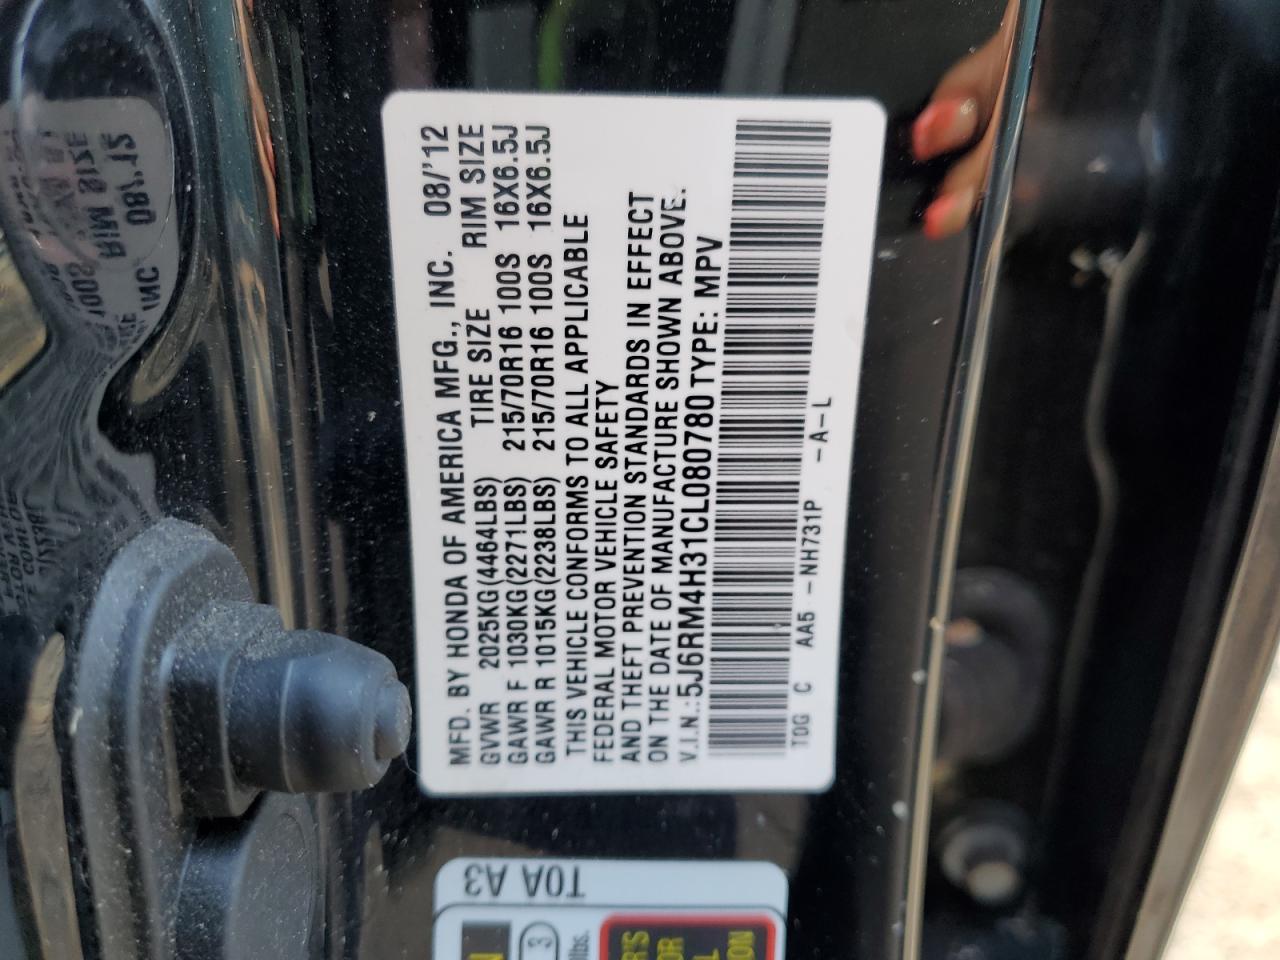 MFD. BY HONDA OF AMERICA MFG., INC. 08/'12
GVWR 2025KG(4464LBS) TIRE SIZE RIM SIZE
GAWR F 1030KG(2271LBS) 215/70R16 100S 16X6.5J
GAWR R 1015KG(2238LBS) 215/70R16 100S 16X6.5J
THIS VEHICLE CONFORMS TO ALL APPLICABLE
FEDERAL MOTOR VEHICLE SAFETY
AND THEFT PREVENTION STANDARDS IN EFFECT
ON THE DATE OF MANUFACTURE SHOWN ABOVE.
V.I.N.:5J6RM4H31CL080780 TYPE: MPV
TDG C AA5 -NH731P -A-L
T0A A3
3
lbs.